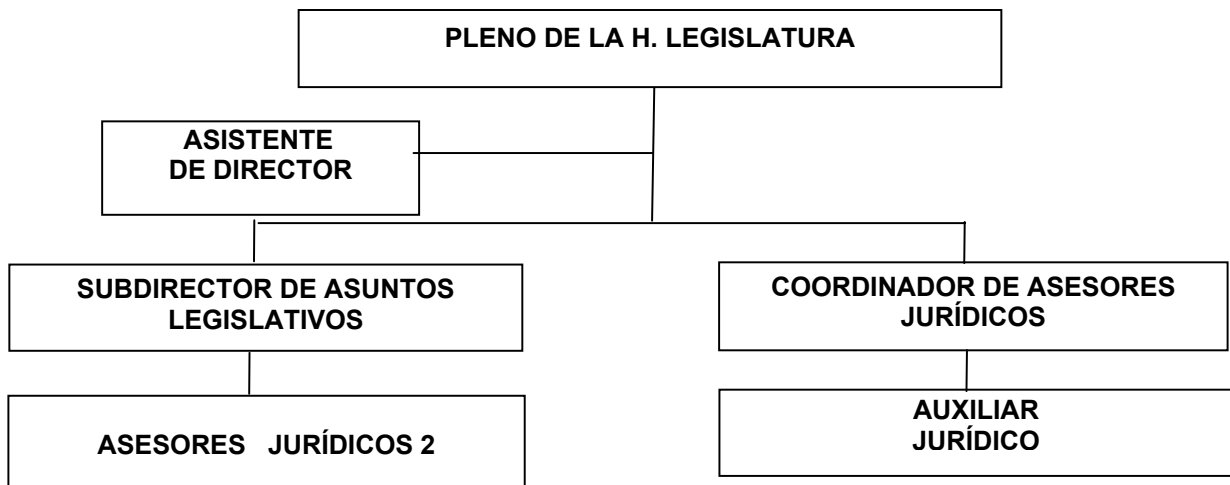 PLENO DE LA H. LEGISLATURA
ASISTENTE
DE DIRECTOR
SUBDIRECTOR DE ASUNTOS
LEGISLATIVOS
COORDINADOR DE ASESORES
JURÍDICOS
ASESORES JURÍDICOS 2
AUXILIAR
JURÍDICO